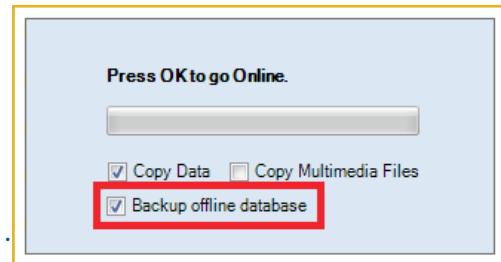 Press OK to go Online.
Copy Data Copy Multimedia Files
Backup offline database